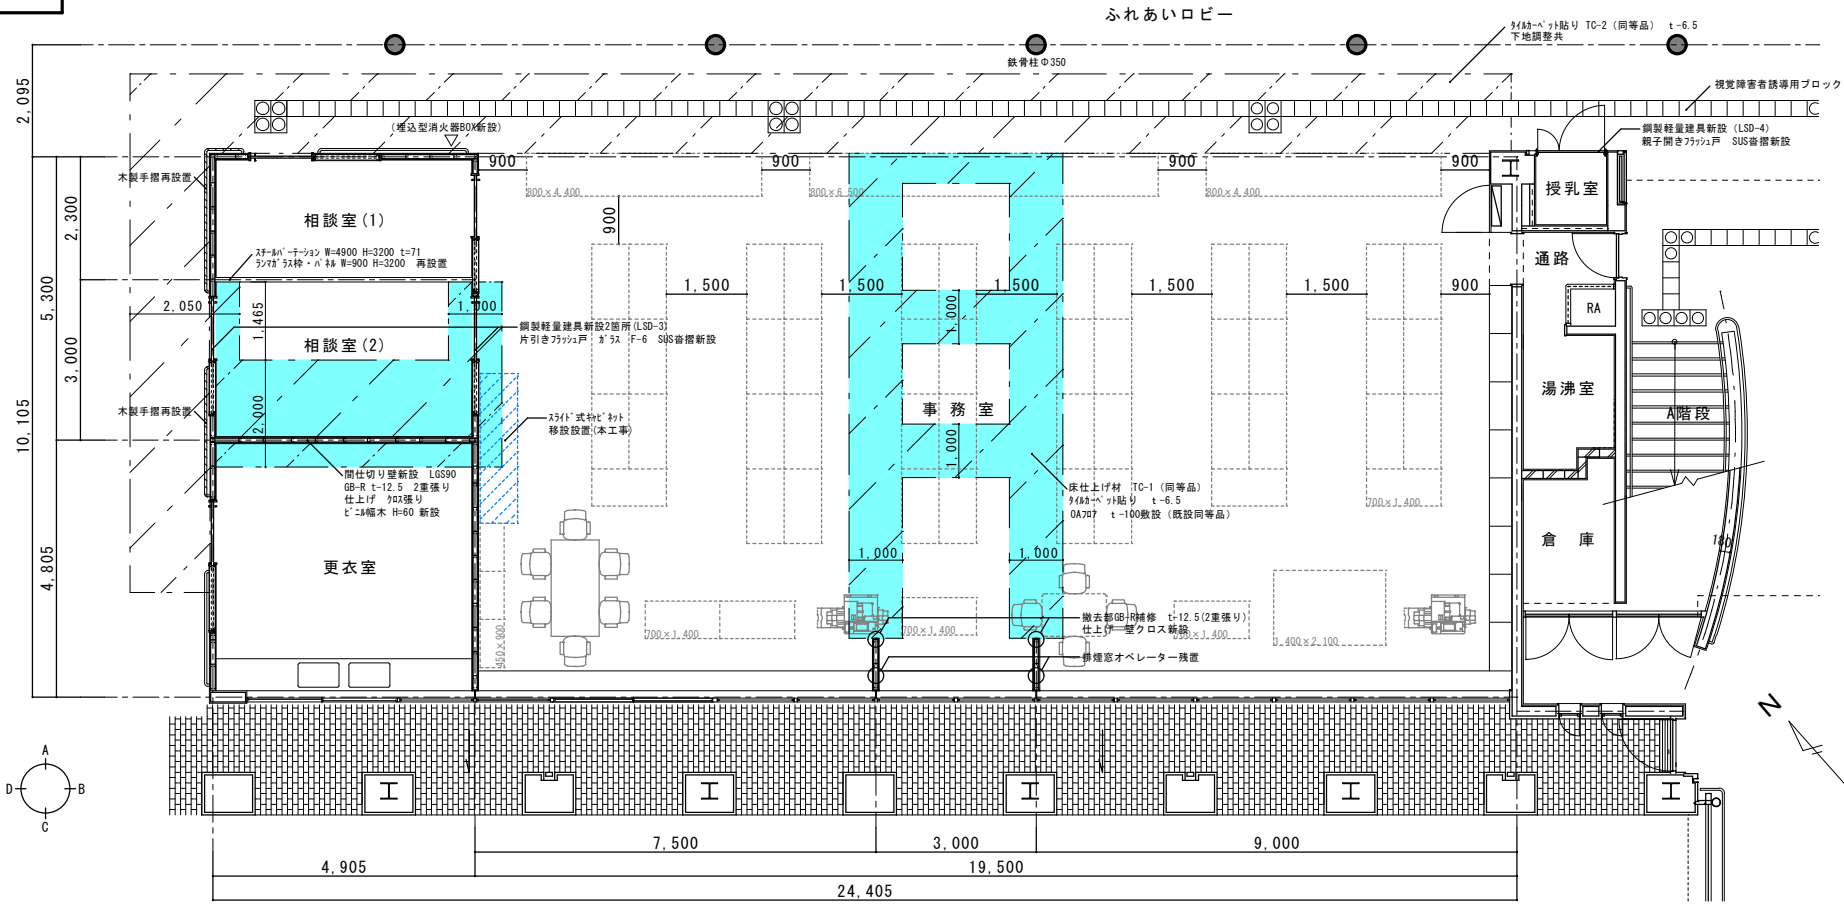 ふれあいロビー
タイルカーペット貼り TC-2 (同等品) t-6.5
下地調整共
鉄骨柱Φ350
視覚障害者誘導用ブロック
(埋込型消火器BOX新設)
鋼製軽量建具新設 (LSD-4)
親子開きフラッシュ戸 SUS沓摺新設
2,095
900
900
900
900
木製手摺再設置
800×4,400
800×6,500
800×4,400
授乳室
相談室(1)
2,300
900
スチールパーテーション W=4900 H=3200 t=71
ランマガラス枠・パネル W=900 H=3200 再設置
通路
5,300
2,050
1,465
1,000
1,500
1,500
1,500
1,500
1,500
900
RA
1,000
鋼製軽量建具新設2箇所(LSD-3)
片引きフラッシュ戸 ガラス F-6 SUS沓摺新設
相談室(2)
3,000
湯沸室
木製手摺再設置
2,000
スライド式キャビネット
移設設置(本工事)
事務室
A階段
10,105
1,000
間仕切り壁新設 LGS90
GB-R t-12.5 2重張り
仕上げ クロス張り
ビニル幅木 H=60 新設
床仕上げ材 TC-1 (同等品)
タイルカーペット貼り t-6.5
OAフロア t-100敷設 (既設同等品)
700×1,400
倉 庫
180
更衣室
4,805
1,000
1,000
450×900
700×1,400
700×1,400
700×1,400
1,400×2,100
撤去部GB-R補修 t-12.5(2重張り)
仕上げ 壁クロス新設
排煙窓オペレーター残置
N
A
D
B
C
7,500
3,000
9,000
4,905
19,500
24,405